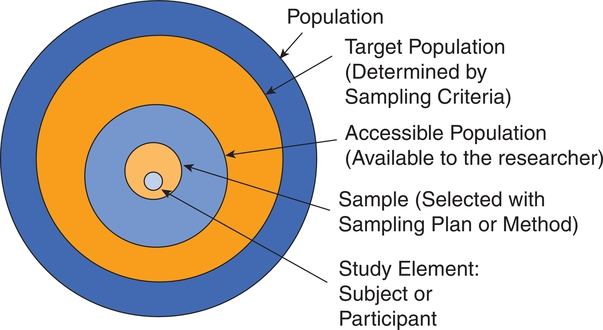 Population
Target Population
(Determined by
Sampling Criteria)
Accessible Population
(Available to the researcher)
Sample (Selected with
Sampling Plan or Method)
Study Element:
Subject or
Participant